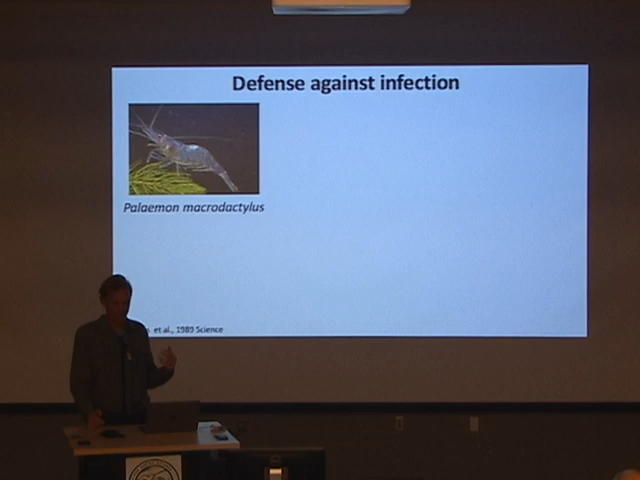 Defense against infection
Palaemon macrodactylus
et al., 1989 Science